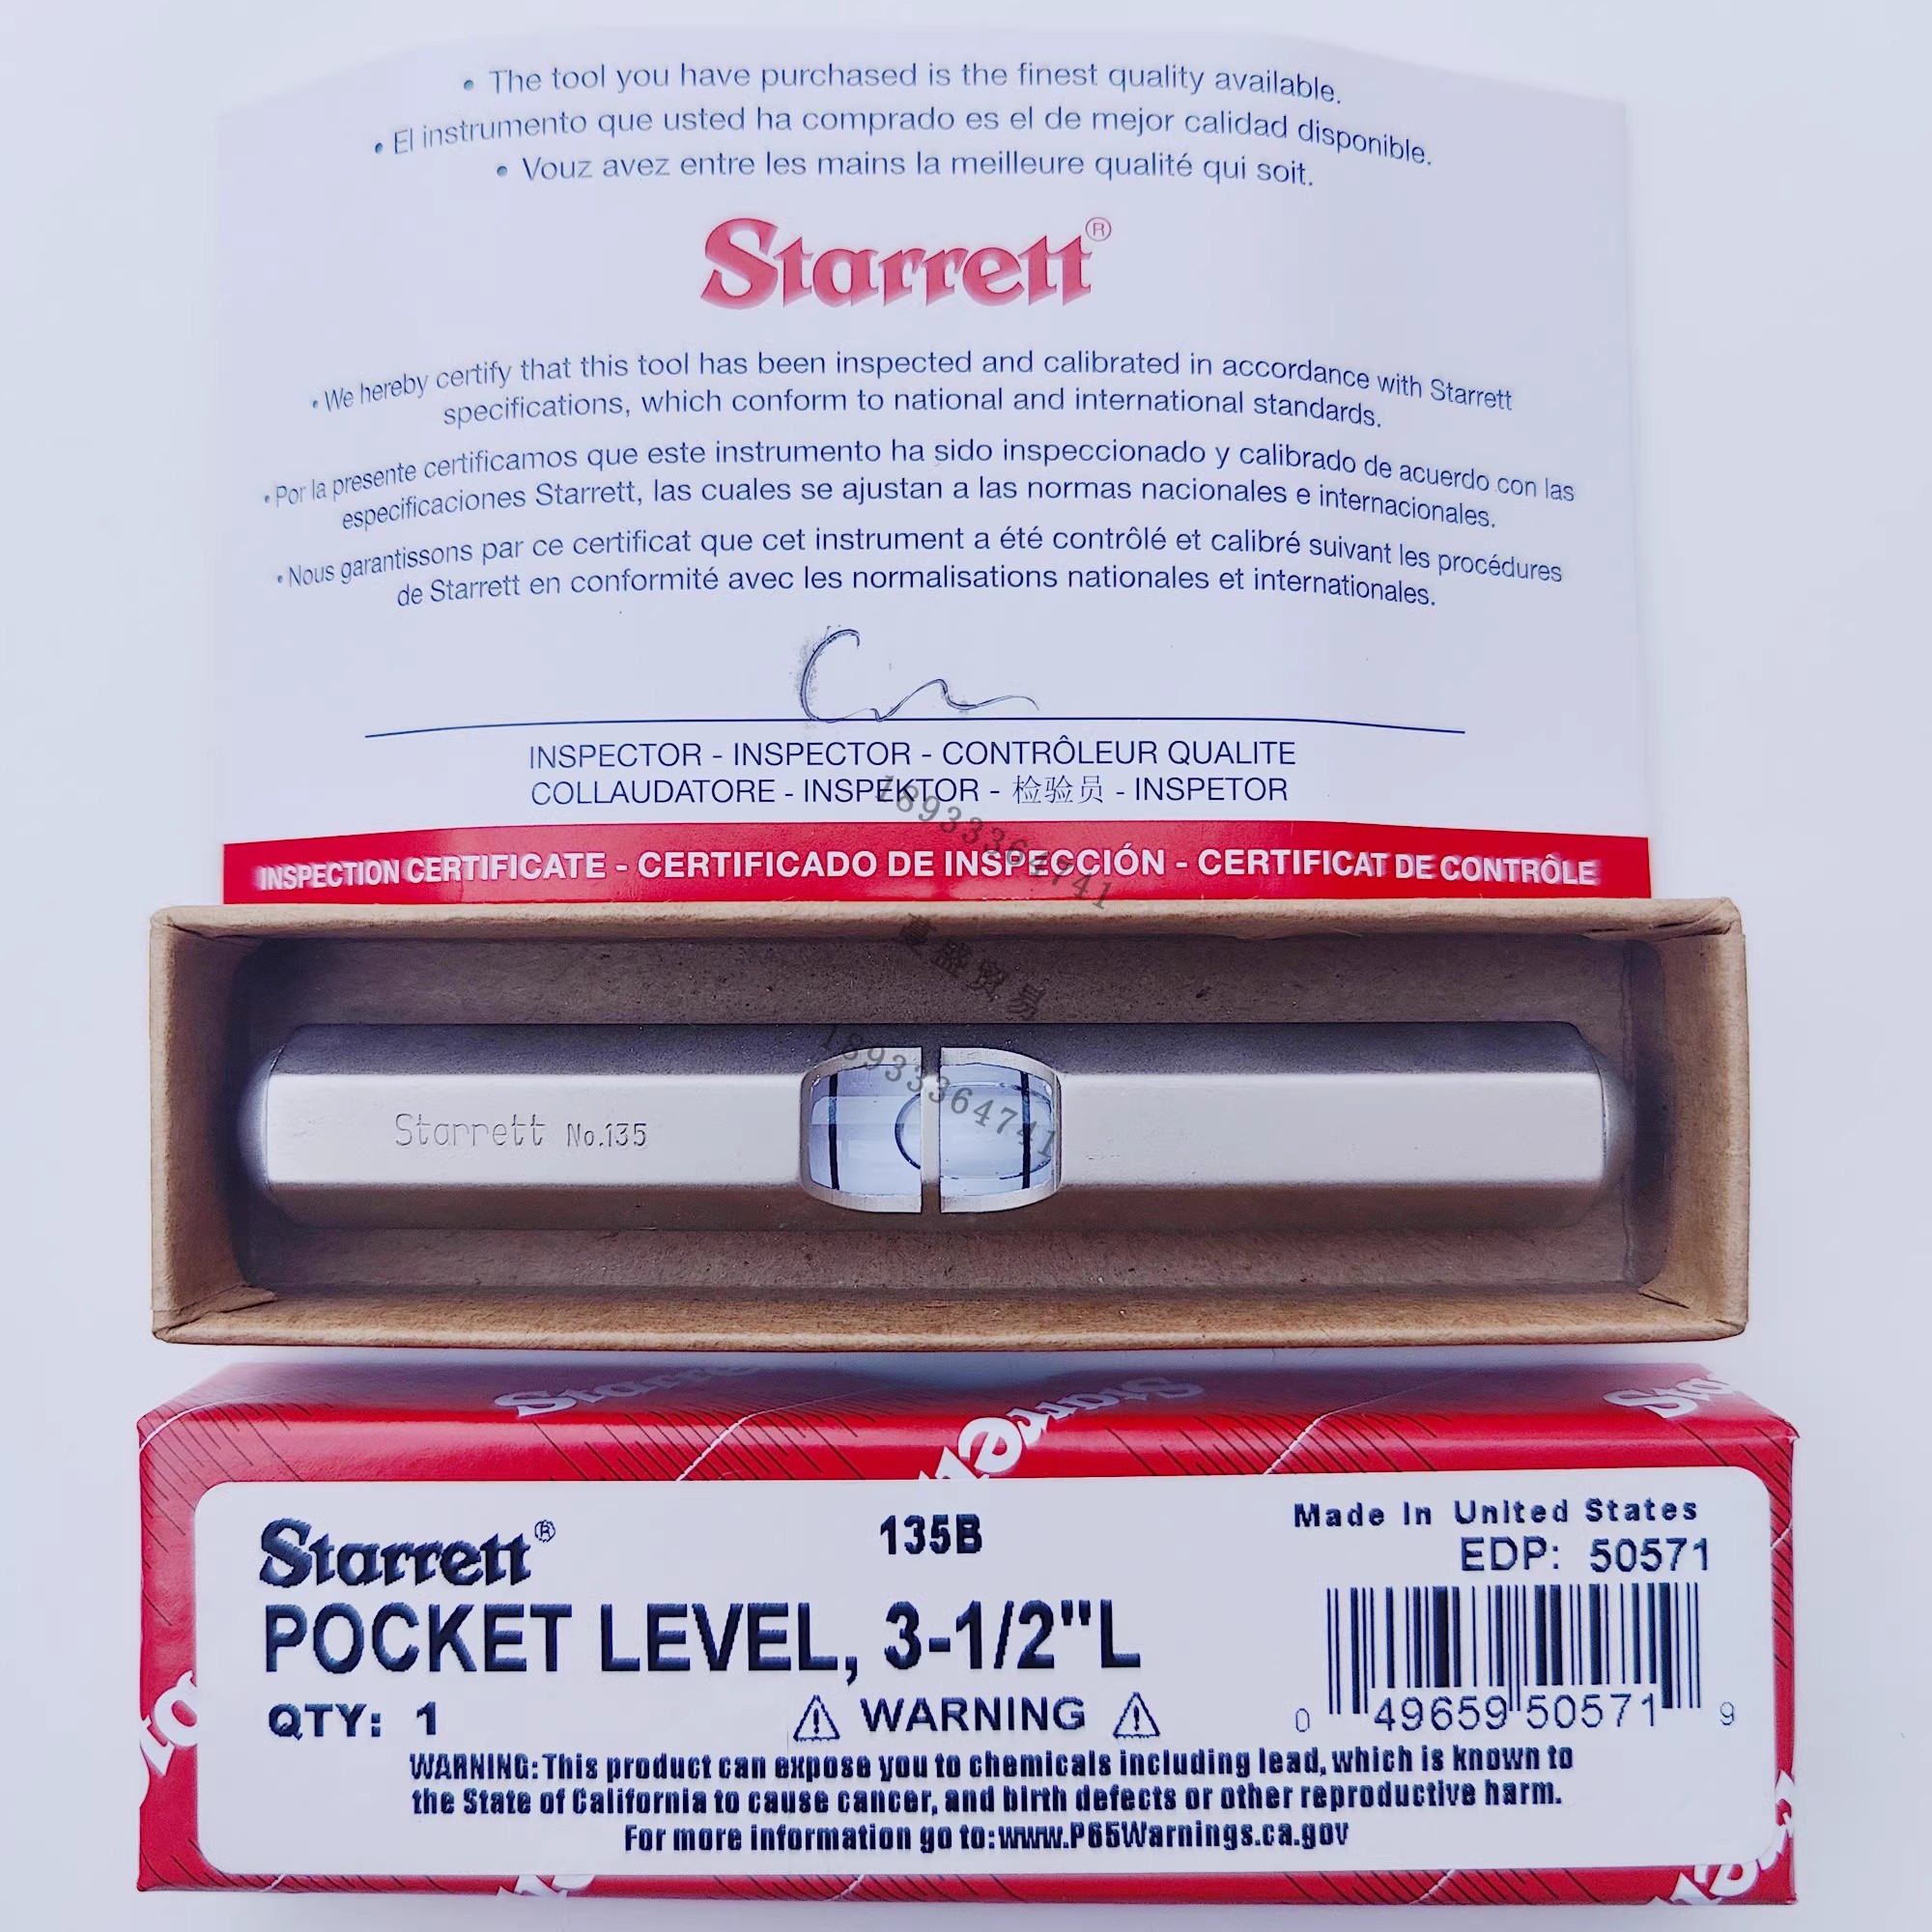 • The tool you have purchased is the finest quality available.
• El instrumento que usted ha comprado es el de mejor calidad disponible.
• Vouz avez entre les mains la meilleure qualité qui soit.
Starrett®
• We hereby certify that this tool has been inspected and calibrated in accordance with Starrett
specifications, which conform to national and international standards.
• Por la presente certificamos que este instrumento ha sido inspeccionado y calibrado de acuerdo con las
especificaciones Starrett, las cuales se ajustan a las normas nacionales e internacionales.
• Nous garantissons par ce certificat que cet instrument a été contrôlé et calibré suivant les procédures
de Starrett en conformité avec les normalisations nationales et internationales.
INSPECTOR - INSPECTOR - CONTRÔLEUR QUALITE
COLLAUDATORE - INSPEKTOR - 检验员 - INSPETOR
18933364741
INSPECTION CERTIFICATE - CERTIFICADO DE INSPECCIÓN - CERTIFICAT DE CONTRÔLE
盛贸易
18933364741
Starrett No.135
Starrett
Starrett
Starrett® 135B Made In United States
EDP: 50571
POCKET LEVEL, 3-1/2"L
QTY: 1 ⚠ WARNING ⚠
0 49659 50571 9
WARNING: This product can expose you to chemicals including lead, which is known to
the State of California to cause cancer, and birth defects or other reproductive harm.
For more information go to: www.P65Warnings.ca.gov